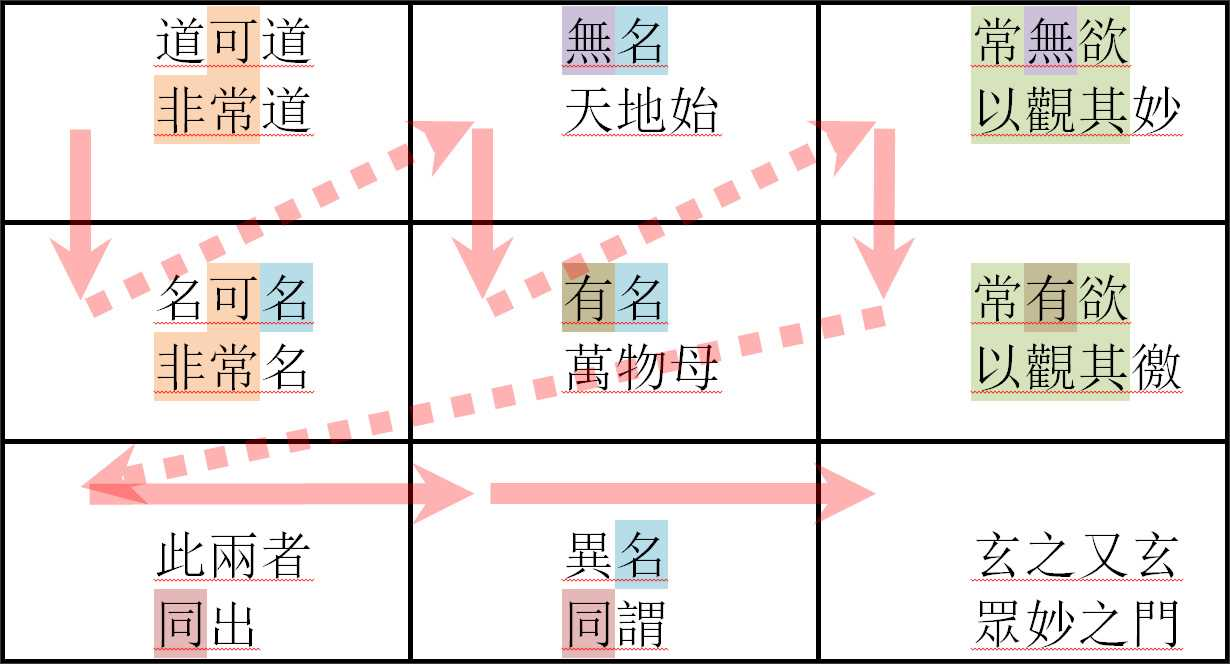 道可道
非常道
名可名
非常名
無名
天地始
有名
萬物母
常無欲
以觀其妙
常有欲
以觀其徼
此兩者
同出
異名
同謂
玄之又玄
眾妙之門